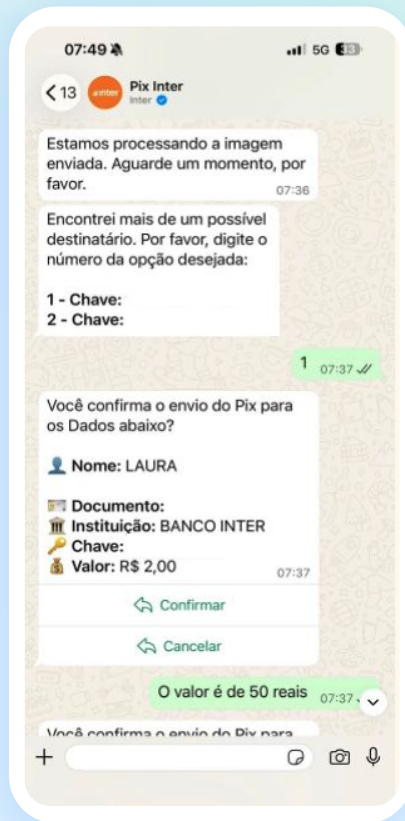 07:49
5G 33
13
inter
Pix Inter
Inter
Estamos processando a imagem
enviada. Aguarde um momento, por
favor.
07:36
Encontrei mais de um possível
destinatário. Por favor, digite o
número da opção desejada:
1 - Chave:
2 - Chave:
1 07:37
Você confirma o envio do Pix para
os Dados abaixo?
Nome: LAURA
Documento:
Instituição: BANCO INTER
Chave:
Valor: R$ 2,00
07:37
Confirmar
Cancelar
O valor é de 50 reais 07:37
Você confirma o envio do Pix para